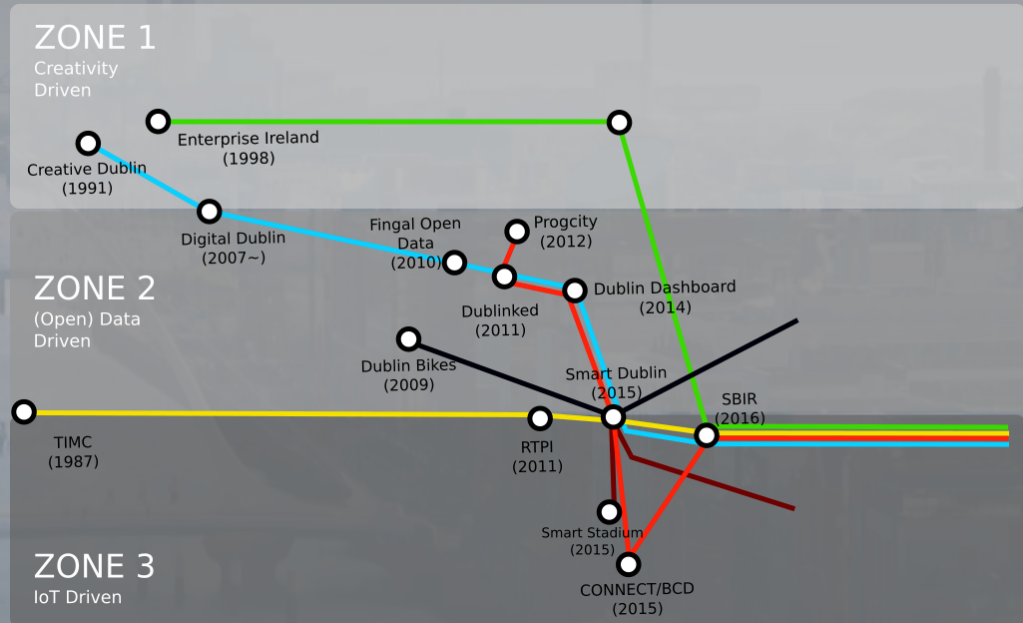 ZONE 1
Creativity
Driven
Enterprise Ireland
(1998)
Creative Dublin
(1991)
Digital Dublin
(2007~)
Fingal Open
Data
(2010)
Progcity
(2012)
ZONE 2
(Open) Data
Driven
Dublinked
(2011)
Dublin Dashboard
(2014)
Dublin Bikes
(2009)
Smart Dublin
(2015)
SBIR
(2016)
TIMC
(1987)
RTPI
(2011)
Smart Stadium
(2015)
ZONE 3
IoT Driven
CONNECT/BCD
(2015)